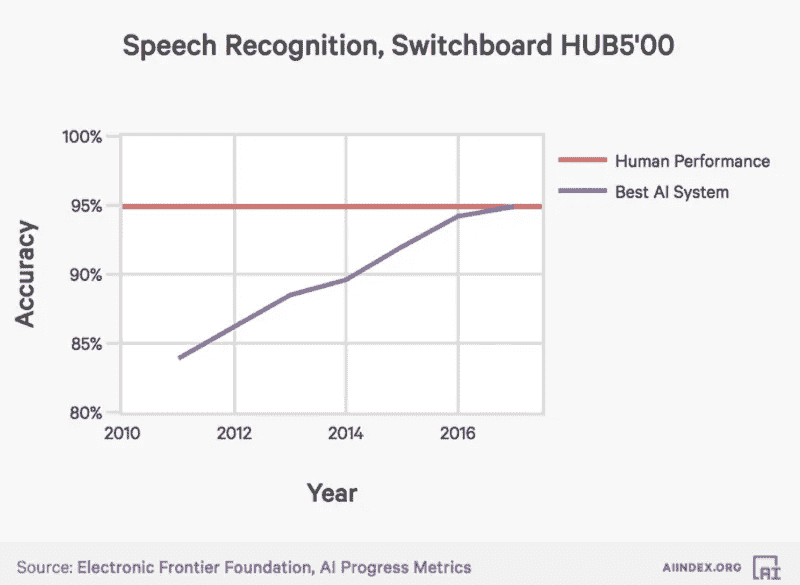 Speech Recognition, Switchboard HUB5'00
100%
95%
90%
85%
80%
Accuracy
2010 2012 2014 2016
Year
Human Performance
Best AI System
Source: Electronic Frontier Foundation, AI Progress Metrics
AIINDEX.ORG AI